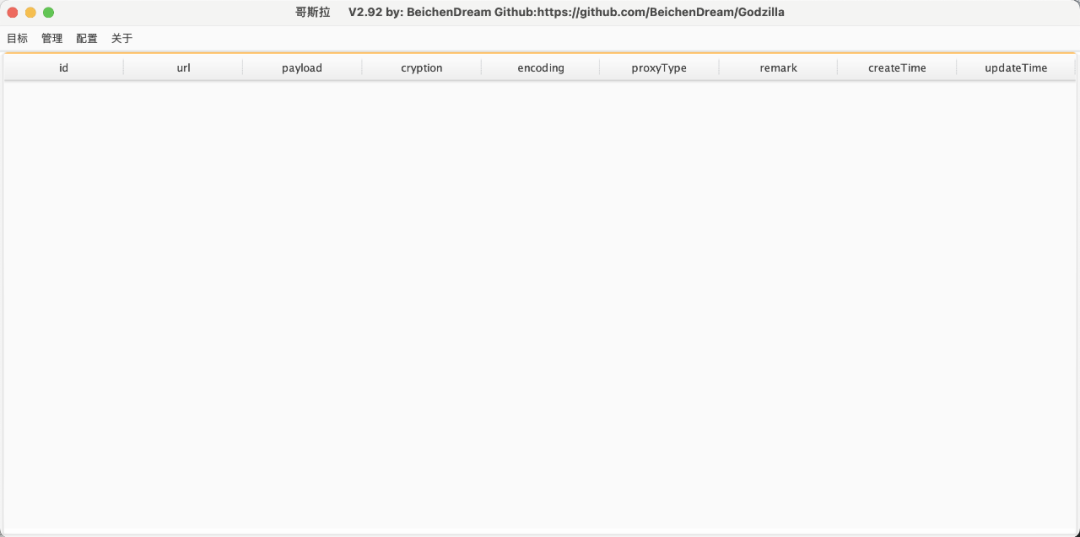 哥斯拉 V2.92 by: BeichenDream Github:https://github.com/BeichenDream/Godzilla
目标 管理 配置 关于
id url payload cryption encoding proxyType remark createTime updateTime